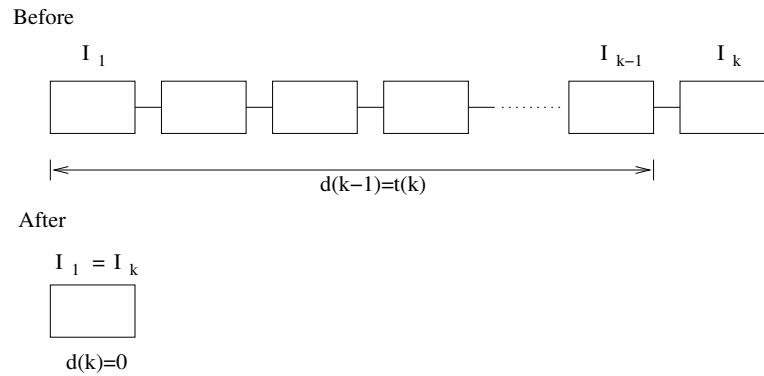 Before
I 1 I k−1 I k
d(k−1)=t(k)
After
I 1 = I k
d(k)=0